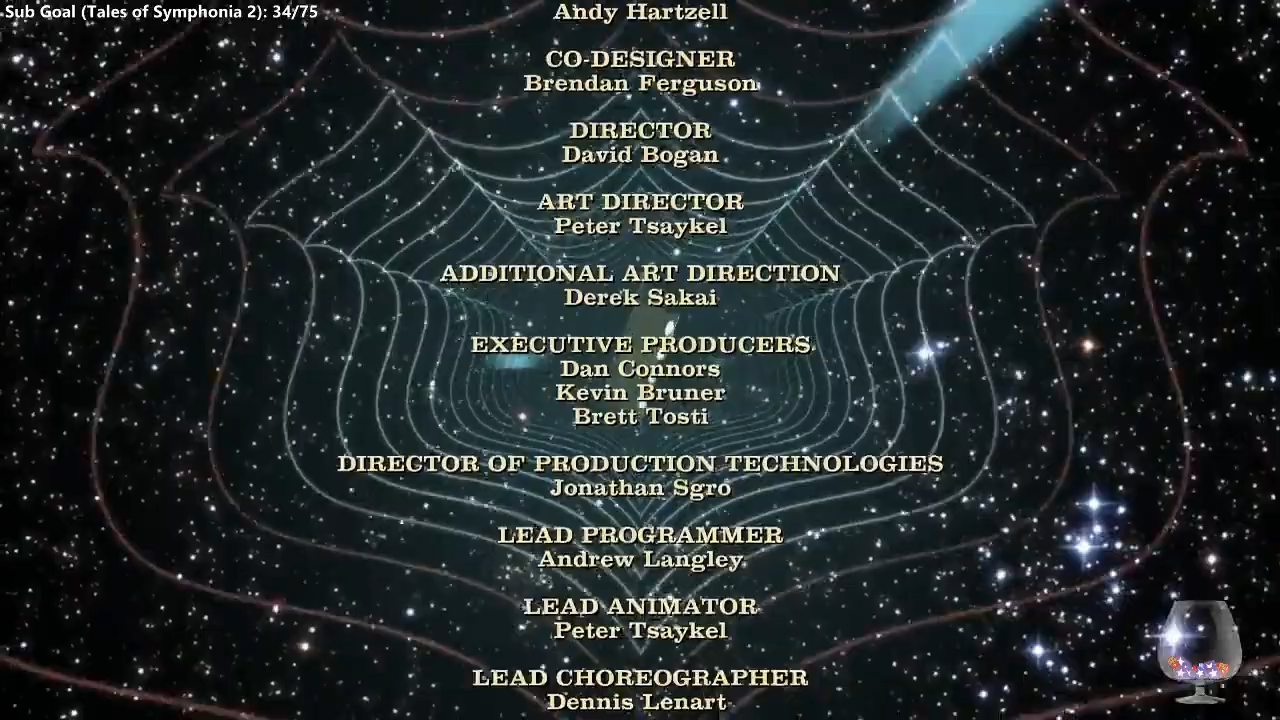 Sub Goal (Tales of Symphonia 2): 34/75
Andy Hartzell
CO-DESIGNER
Brendan Ferguson
DIRECTOR
David Bogan
ART DIRECTOR
Peter Tsaykel
ADDITIONAL ART DIRECTION
Derek Sakai
EXECUTIVE PRODUCERS
Dan Connors
Kevin Bruner
Brett Tosti
DIRECTOR OF PRODUCTION TECHNOLOGIES
Jonathan Sgro
LEAD PROGRAMMER
Andrew Langley
LEAD ANIMATOR
Peter Tsaykel
LEAD CHOREOGRAPHER
Dennis Lenart